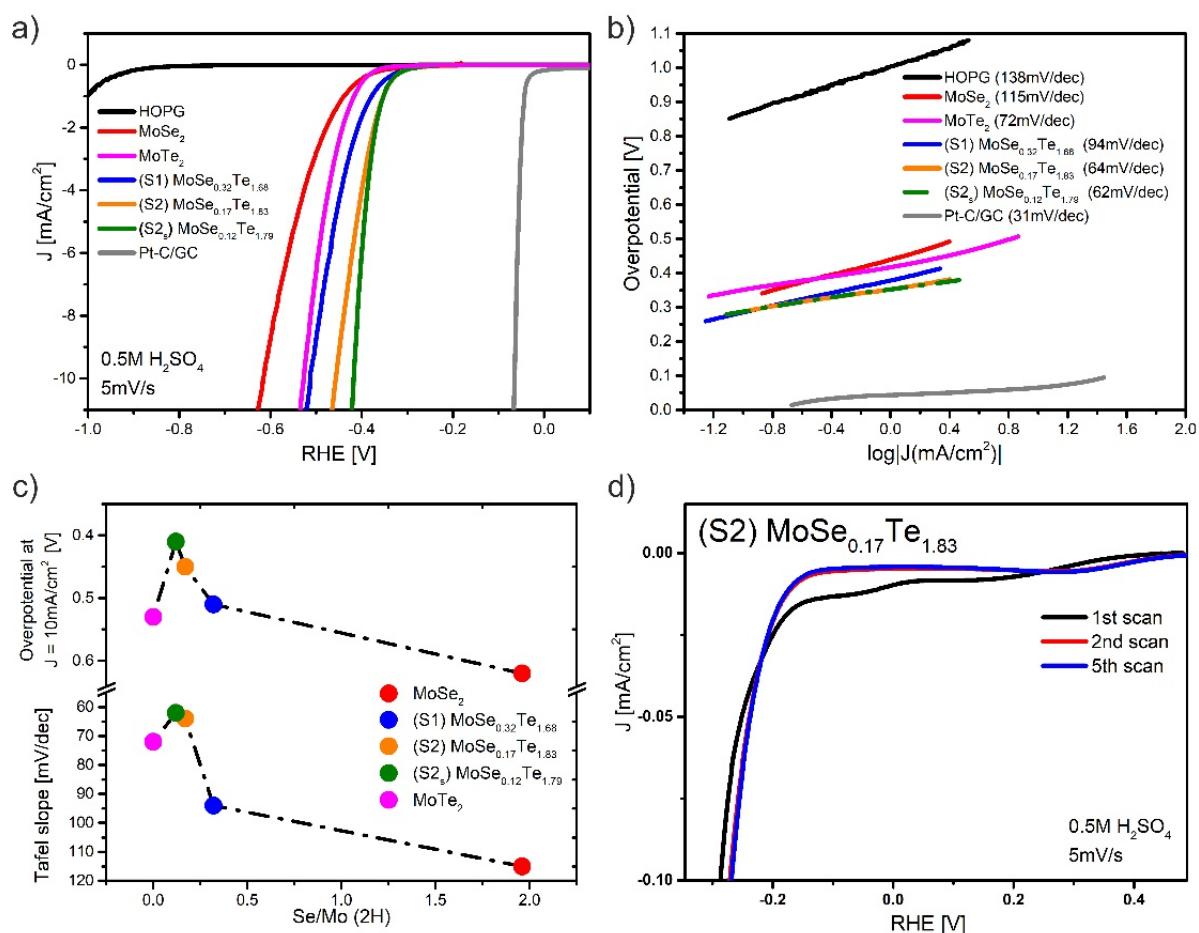 a)
0
-2
-4
-6
-8
-10
J [mA/cm²]
HOPG
MoSe₂
MoTe₂
(S1) MoSe₀.₃₂Te₁.₆₈
(S2) MoSe₀.₁₇Te₁.₈₃
(S2ₛ) MoSe₀.₁₂Te₁.₇₉
Pt-C/GC
0.5M H₂SO₄
5mV/s
-1.0 -0.8 -0.6 -0.4 -0.2 0.0
RHE [V]
b)
1.1
1.0
0.9
0.8
0.7
0.6
0.5
0.4
0.3
0.2
0.1
0.0
Overpotential [V]
HOPG (138mV/dec)
MoSe₂ (115mV/dec)
MoTe₂ (72mV/dec)
(S1) MoSe₀.₃₂Te₁.₆₈ (94mV/dec)
(S2) MoSe₀.₁₇Te₁.₈₃ (64mV/dec)
(S2ₛ) MoSe₀.₁₂Te₁.₇₉ (62mV/dec)
Pt-C/GC (31mV/dec)
-1.2 -0.8 -0.4 0.0 0.4 0.8 1.2 1.6 2.0
log|J(mA/cm²)|
c)
Overpotential at
J = 10mA/cm² [V]
0.4
0.5
0.6
Tafel slope [mV/dec]
60
65
70
75
80
85
90
95
100
105
110
115
120
MoSe₂
(S1) MoSe₀.₃₂Te₁.₆₈
(S2) MoSe₀.₁₇Te₁.₈₃
(S2ₛ) MoSe₀.₁₂Te₁.₇₉
MoTe₂
0.0 0.5 1.0 1.5 2.0
Se/Mo (2H)
d)
(S2) MoSe₀.₁₇Te₁.₈₃
0.00
-0.05
-0.10
J [mA/cm²]
1st scan
2nd scan
5th scan
0.5M H₂SO₄
5mV/s
-0.2 0.0 0.2 0.4
RHE [V]